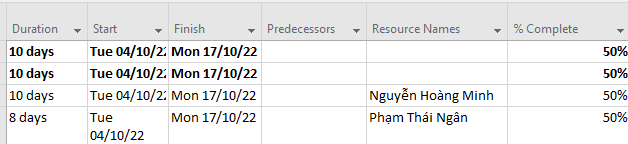 Duration Start Finish Predecessors Resource Names % Complete
10 days Tue 04/10/22 Mon 17/10/22 50%
10 days Tue 04/10/22 Mon 17/10/22 50%
10 days Tue 04/10/22 Mon 17/10/22 Nguyễn Hoàng Minh 50%
8 days Tue Mon 17/10/22 Phạm Thái Ngân 50%
04/10/22